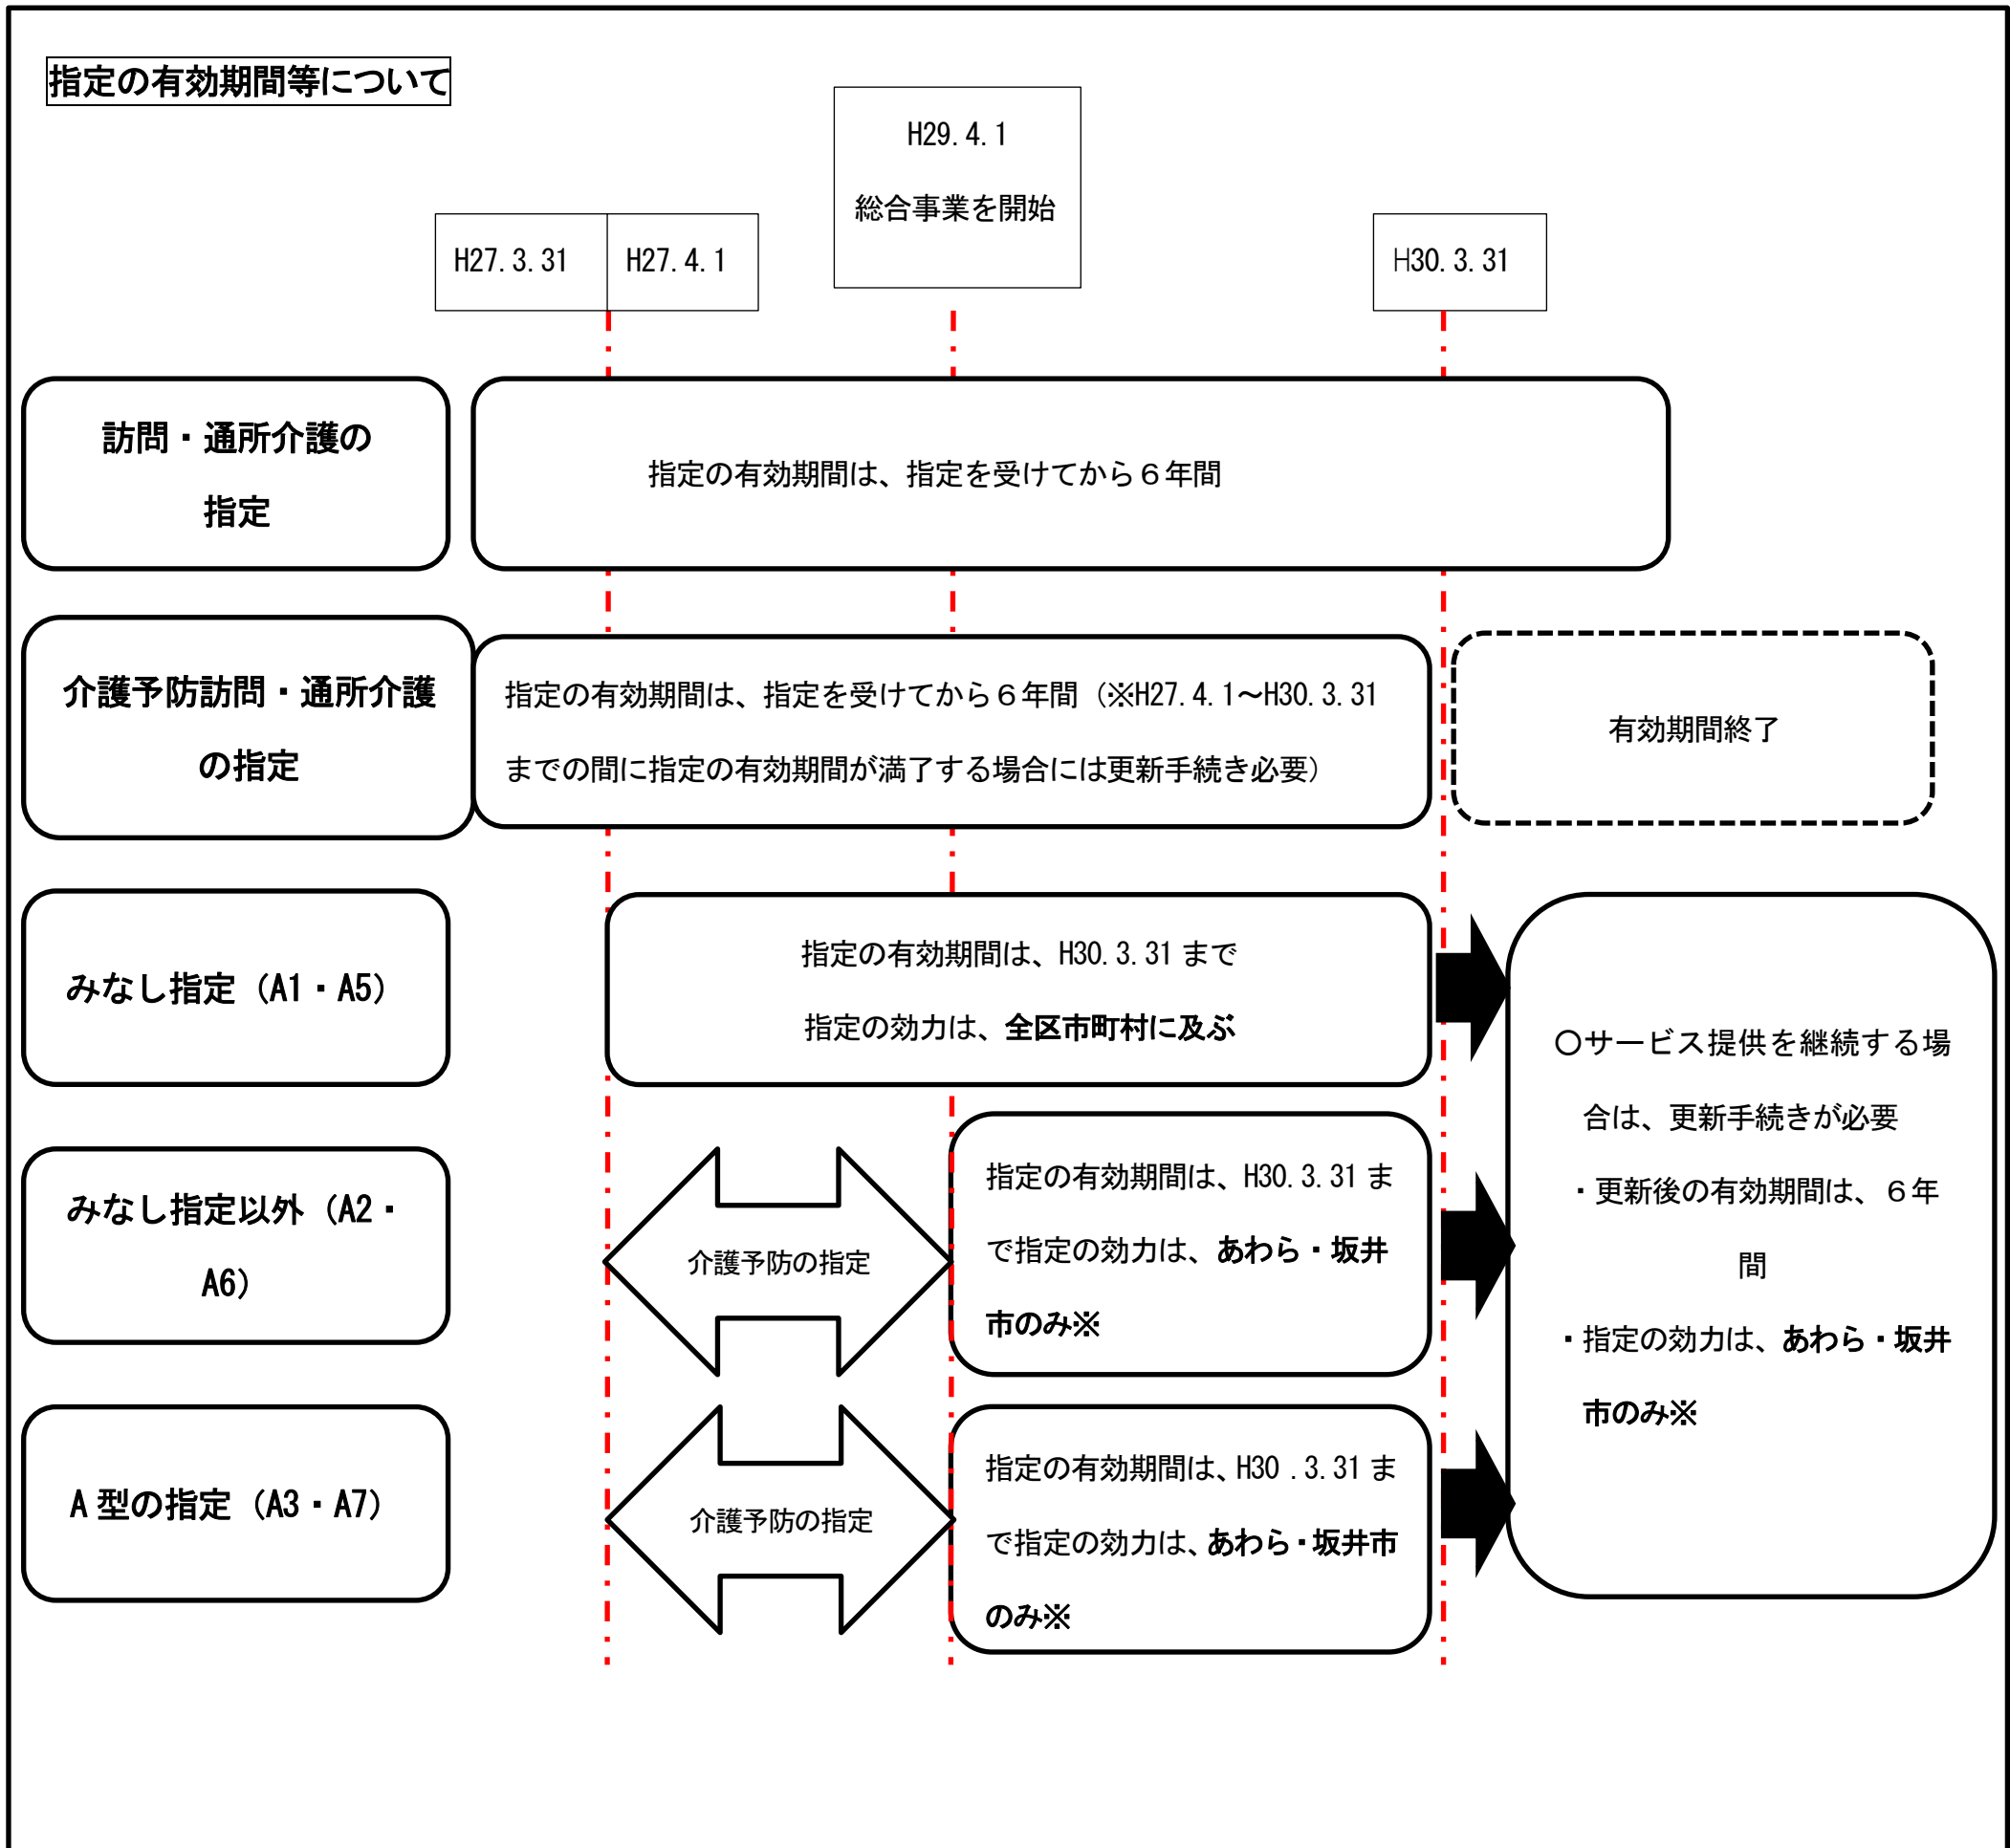 指定の有効期間等について
H29.4.1
総合事業を開始
H27.3.31
H27.4.1
H30.3.31
訪問・通所介護の
指定
指定の有効期間は、指定を受けてから６年間
介護予防訪問・通所介護
の指定
指定の有効期間は、指定を受けてから６年間（※H27.4.1～H30.3.31
までの間に指定の有効期間が満了する場合には更新手続き必要）
有効期間終了
みなし指定（A1・A5）
指定の有効期間は、H30.3.31 まで
指定の効力は、全区市町村に及ぶ
みなし指定以外（A2・
A6）
介護予防の指定
指定の有効期間は、H30.3.31 ま
で指定の効力は、あわら・坂井
市のみ※
A 型の指定（A3・A7）
介護予防の指定
指定の有効期間は、H30 .3.31 ま
で指定の効力は、あわら・坂井市
のみ※
〇サービス提供を継続する場
合は、更新手続きが必要
・更新後の有効期間は、６年
間
・指定の効力は、あわら・坂井
市のみ※